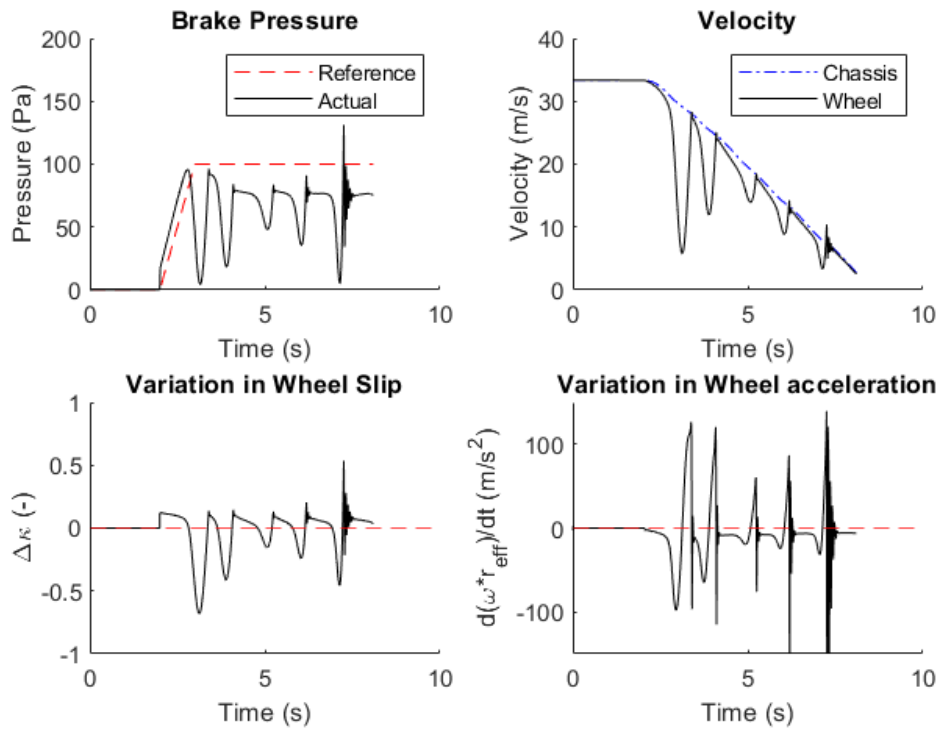 Brake Pressure
200
150
100
50
0
Pressure (Pa)
Reference
Actual
0
5
10
Time (s)
Velocity
40
30
20
10
0
Velocity (m/s)
Chassis
Wheel
0
5
10
Time (s)
Variation in Wheel Slip
1
0.5
0
-0.5
-1
Δκ (-)
0
5
10
Time (s)
Variation in Wheel acceleration
100
0
-100
d(ω*r_eff)/dt (m/s²)
0
5
10
Time (s)